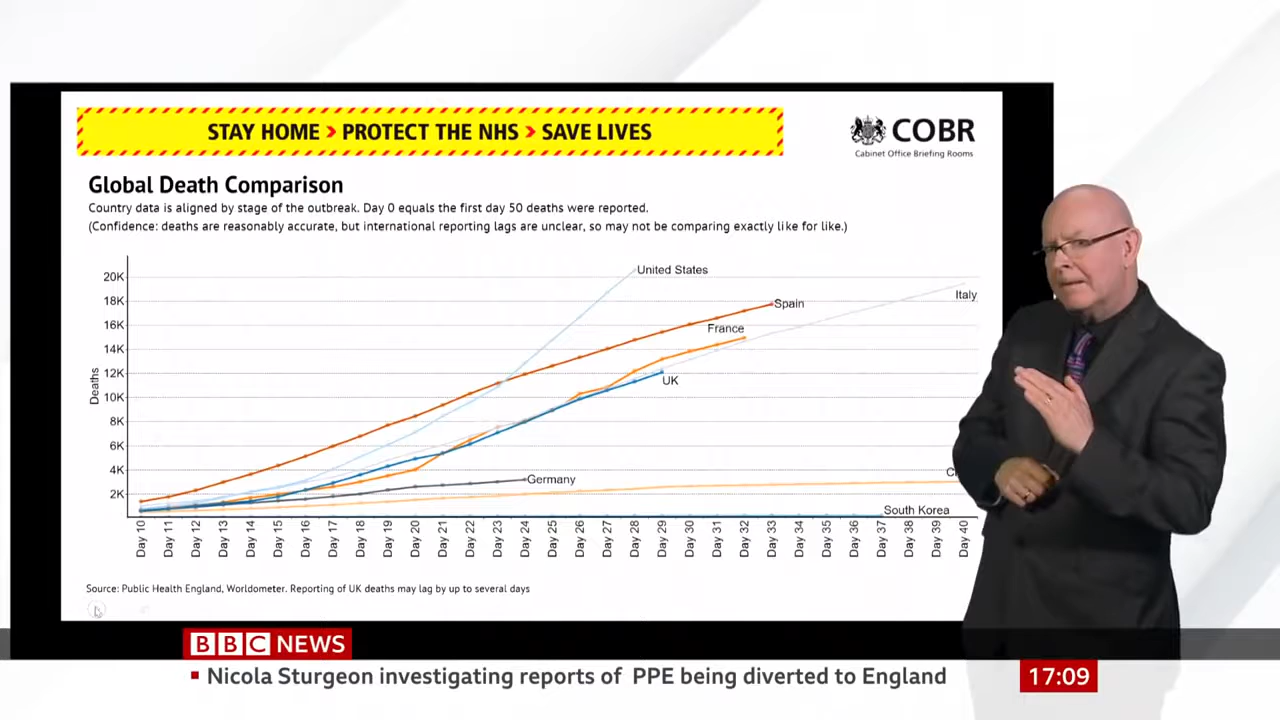 STAY HOME > PROTECT THE NHS > SAVE LIVES
COBR
Cabinet Office Briefing Rooms
Global Death Comparison
Country data is aligned by stage of the outbreak. Day 0 equals the first day 50 deaths were reported.
(Confidence: deaths are reasonably accurate, but international reporting lags are unclear, so may not be comparing exactly like for like.)
Deaths
20K
18K
16K
14K
12K
10K
8K
6K
4K
2K
United States
Spain
Italy
France
UK
Germany
South Korea
Day 10
Day 11
Day 12
Day 13
Day 14
Day 15
Day 16
Day 17
Day 18
Day 19
Day 20
Day 21
Day 22
Day 23
Day 24
Day 25
Day 26
Day 27
Day 28
Day 29
Day 30
Day 31
Day 32
Day 33
Day 34
Day 35
Day 36
Day 37
Day 38
Day 39
Day 40
Source: Public Health England, Worldometer. Reporting of UK deaths may lag by up to several days
BBC NEWS
Nicola Sturgeon investigating reports of PPE being diverted to England
17:09